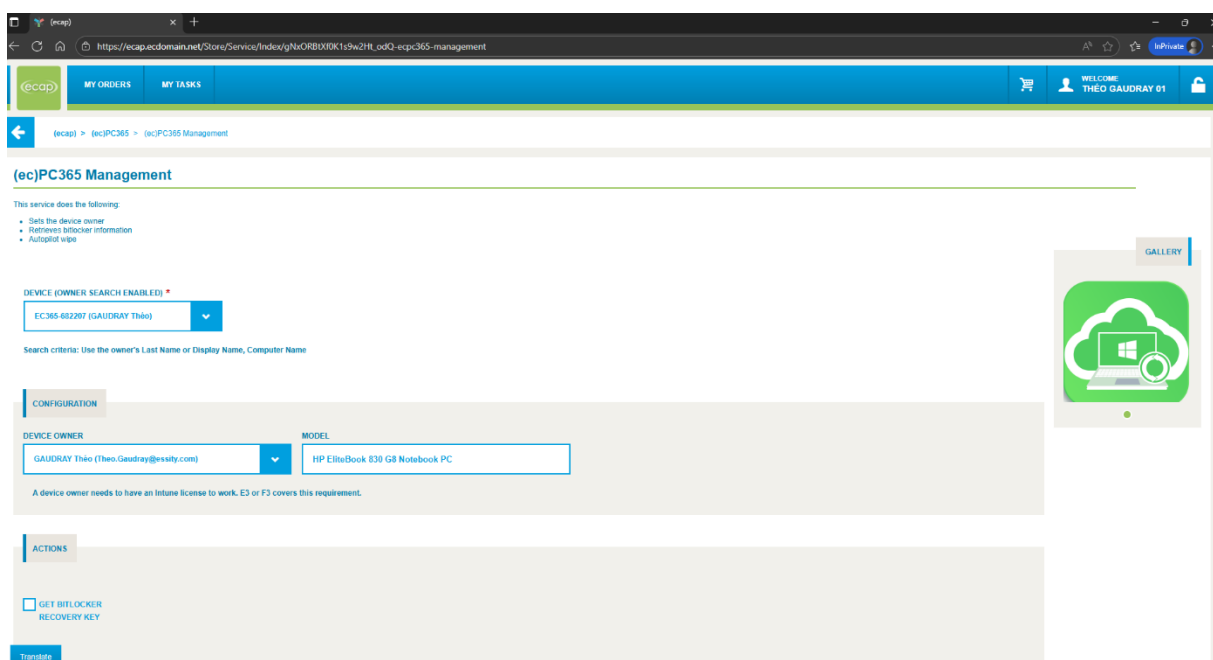 (ecap)
https://ecap.ecdomain.net/Store/Service/Index/gNxORBtXf0K1s9w2Ht_odQ-ecpc365-management
InPrivate
(ecap)
MY ORDERS
MY TASKS
WELCOME
THÉO GAUDRAY 01
(ecap) > (ec)PC365 > (ec)PC365 Management
(ec)PC365 Management
This service does the following:
• Sets the device owner
• Retrieves bitlocker information
• Autopilot wipe
GALLERY
DEVICE (OWNER SEARCH ENABLED) *
EC365-682207 (GAUDRAY Théo)
Search criteria: Use the owner's Last Name or Display Name, Computer Name
CONFIGURATION
DEVICE OWNER
MODEL
GAUDRAY Théo (Theo.Gaudray@essity.com)
HP EliteBook 830 G8 Notebook PC
A device owner needs to have an Intune license to work. E3 or F3 covers this requirement.
ACTIONS
GET BITLOCKER
RECOVERY KEY
Translate